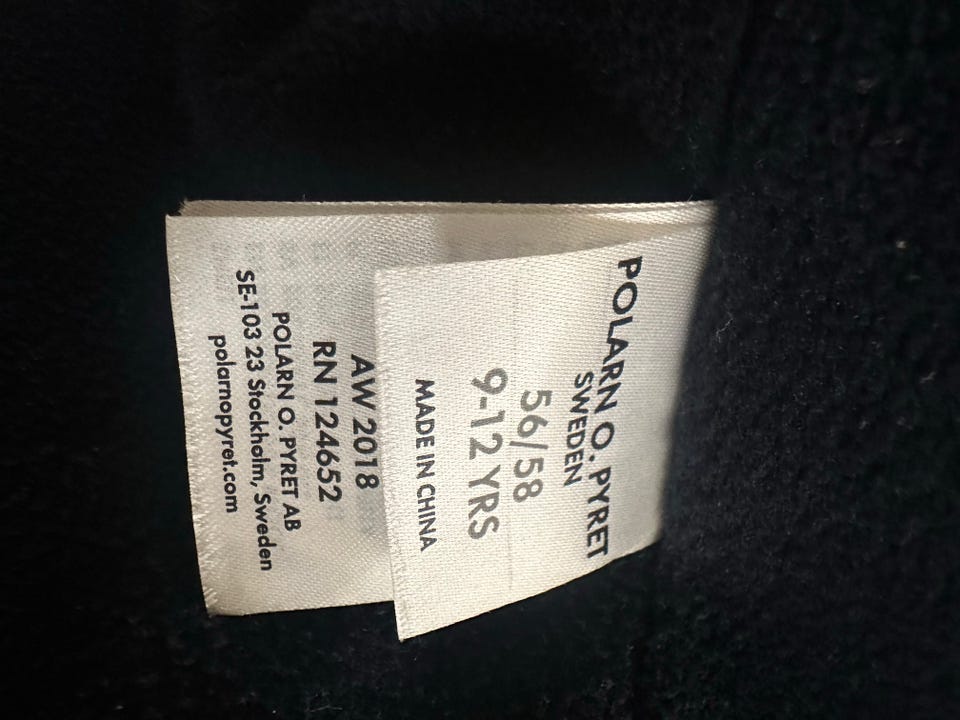 POLARN O. PYRET
SWEDEN
56/58
9-12 YRS
MADE IN CHINA
AW 2018
RN 124652
POLARN O. PYRET AB
SE-103 23 Stockholm, Sweden
polarnopyret.com